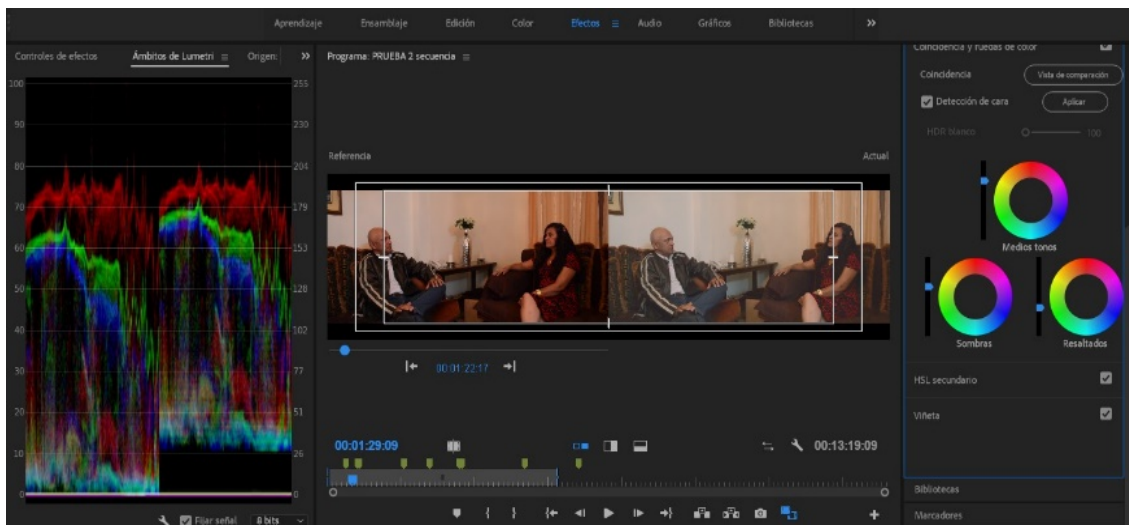 Aprendizaje Ensamblaje Edición Color Efectos Audio Gráficos Bibliotecas
Controles de efectos Ámbitos de Lumetri Origen:
100 255
90 230
80 204
70 179
60 153
50 128
40 102
30 77
20 51
10 26
0 0
Fijar señal 8 bits
Programa: PRUEBA 2 secuencia
Referencia Actual
00:01:22:17
00:01:29:09 00:13:19:09
Coincidencia y ruedas de color
Coincidencia Vista de comparación
Detección de cara Aplicar
HDR blanco 100
Medios tonos
Sombras Resaltados
HSL secundario
Viñeta
Bibliotecas
Marcadores